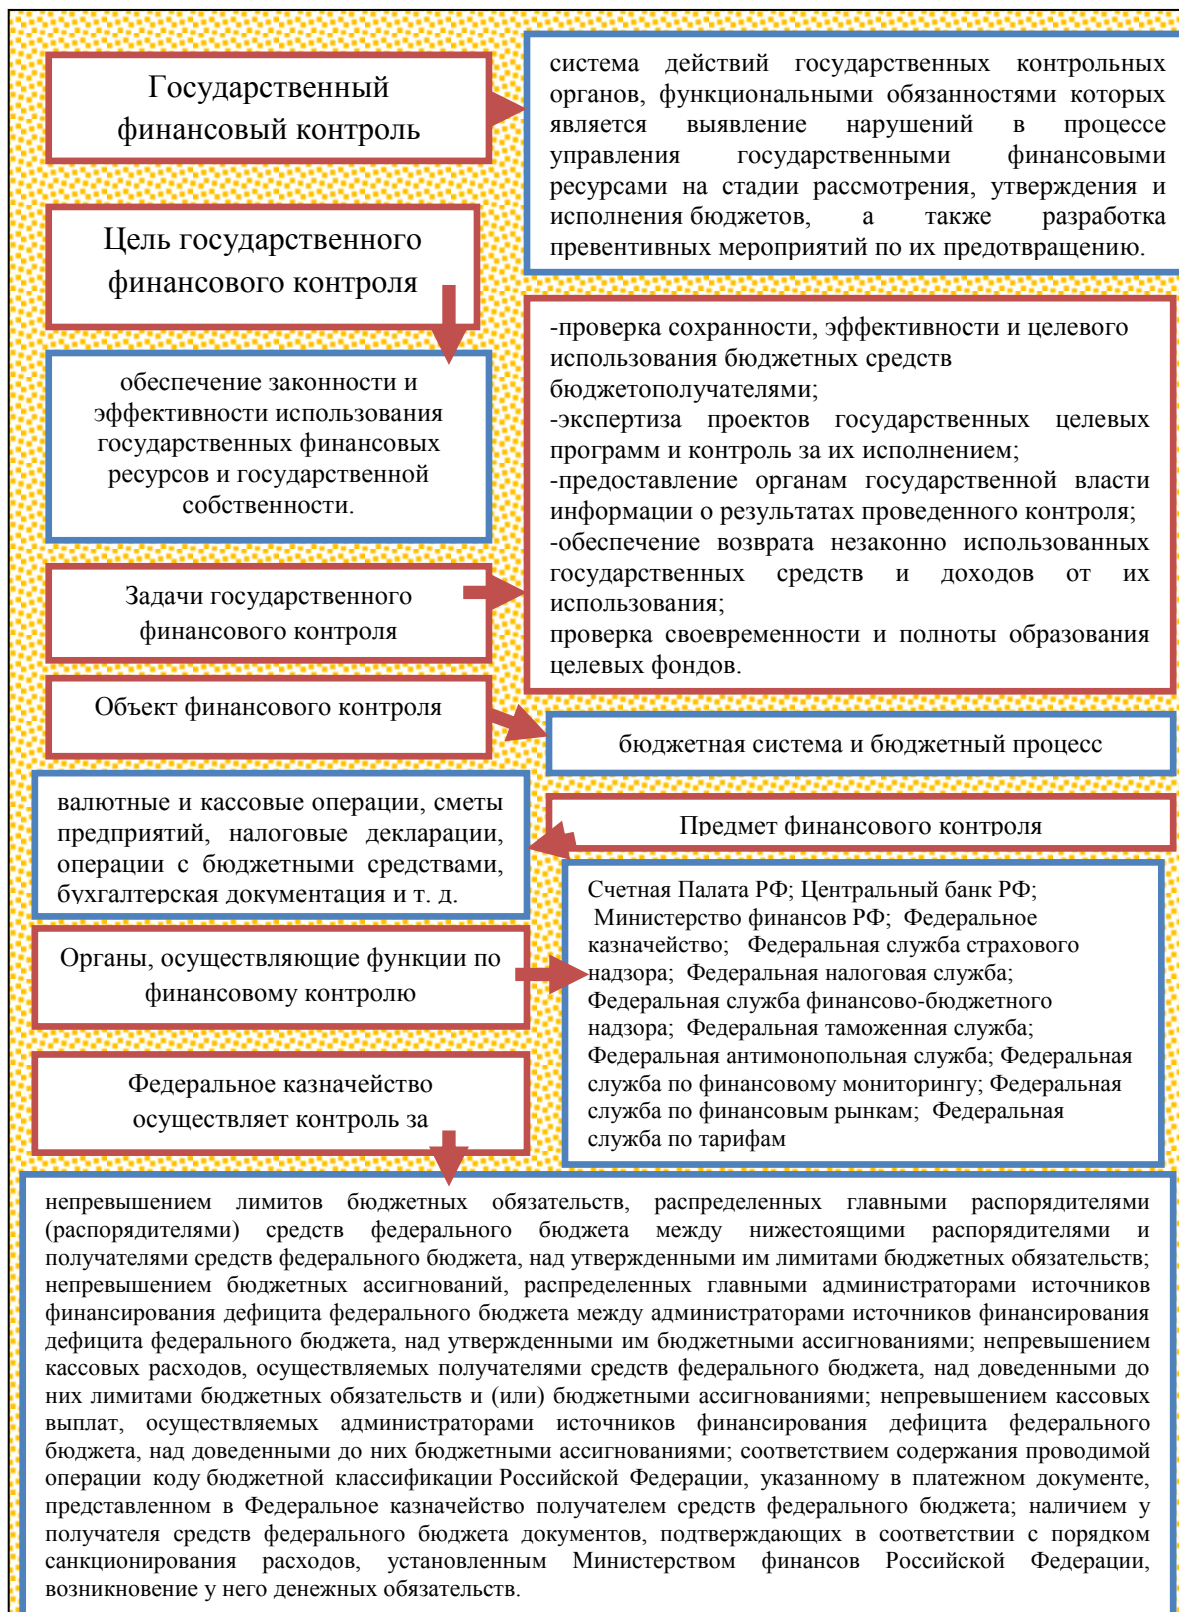 Государственный
финансовый контроль
система действий государственных контрольных
органов, функциональными обязанностями которых
является выявление нарушений в процессе
управления государственными финансовыми
ресурсами на стадии рассмотрения, утверждения и
исполнения бюджетов, а также разработка
превентивных мероприятий по их предотвращению.
Цель государственного
финансового контроля
обеспечение законности и
эффективности использования
государственных финансовых
ресурсов и государственной
собственности.
Задачи государственного
финансового контроля
-проверка сохранности, эффективности и целевого
использования бюджетных средств
бюджетополучателями;
-экспертиза проектов государственных целевых
программ и контроль за их исполнением;
-предоставление органам государственной власти
информации о результатах проведенного контроля;
-обеспечение возврата незаконно использованных
государственных средств и доходов от их
использования;
проверка своевременности и полноты образования
целевых фондов.
Объект финансового контроля
бюджетная система и бюджетный процесс
Предмет финансового контроля
валютные и кассовые операции, сметы
предприятий, налоговые декларации,
операции с бюджетными средствами,
бухгалтерская документация и т. д.
Органы, осуществляющие функции по
финансовому контролю
Счетная Палата РФ; Центральный банк РФ;
Министерство финансов РФ; Федеральное
казначейство; Федеральная служба страхового
надзора; Федеральная налоговая служба;
Федеральная служба финансово-бюджетного
надзора; Федеральная таможенная служба;
Федеральная антимонопольная служба; Федеральная
служба по финансовому мониторингу; Федеральная
служба по финансовым рынкам; Федеральная
служба по тарифам
Федеральное казначейство
осуществляет контроль за
непревышением лимитов бюджетных обязательств, распределенных главными распорядителями
(распорядителями) средств федерального бюджета между нижестоящими распорядителями и
получателями средств федерального бюджета, над утвержденными им лимитами бюджетных обязательств;
непревышением бюджетных ассигнований, распределенных главными администраторами источников
финансирования дефицита федерального бюджета между администраторами источников финансирования
дефицита федерального бюджета, над утвержденными им бюджетными ассигнованиями; непревышением
кассовых расходов, осуществляемых получателями средств федерального бюджета, над доведенными до
них лимитами бюджетных обязательств и (или) бюджетными ассигнованиями; непревышением кассовых
выплат, осуществляемых администраторами источников финансирования дефицита федерального
бюджета, над доведенными до них бюджетными ассигнованиями; соответствием содержания проводимой
операции коду бюджетной классификации Российской Федерации, указанному в платежном документе,
представленном в Федеральное казначейство получателем средств федерального бюджета; наличием у
получателя средств федерального бюджета документов, подтверждающих в соответствии с порядком
санкционирования расходов, установленным Министерством финансов Российской Федерации,
возникновение у него денежных обязательств.